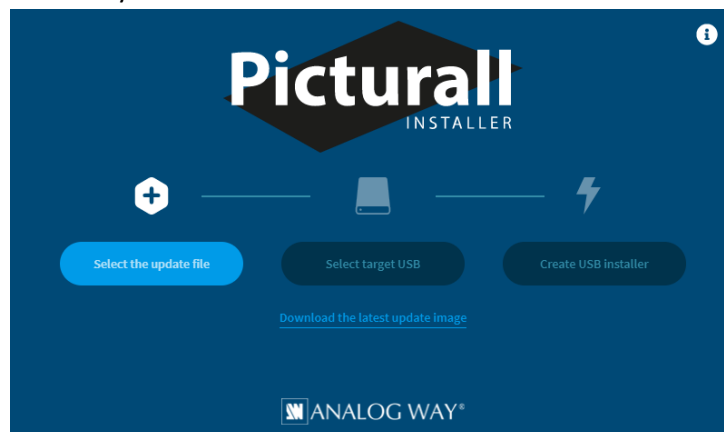 Picturall
INSTALLER
Select the update file
Select target USB
Create USB installer
Download the latest update image
ANALOG WAY®